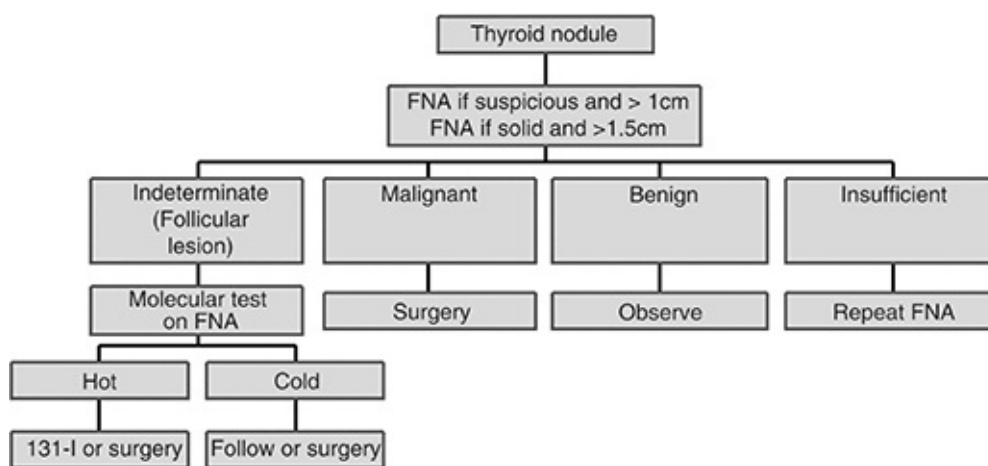 Thyroid nodule
FNA if suspicious and > 1cm
FNA if solid and >1.5cm
Indeterminate
(Follicular
lesion)
Malignant
Benign
Insufficient
Molecular test
on FNA
Surgery
Observe
Repeat FNA
Hot
Cold
131-I or surgery
Follow or surgery